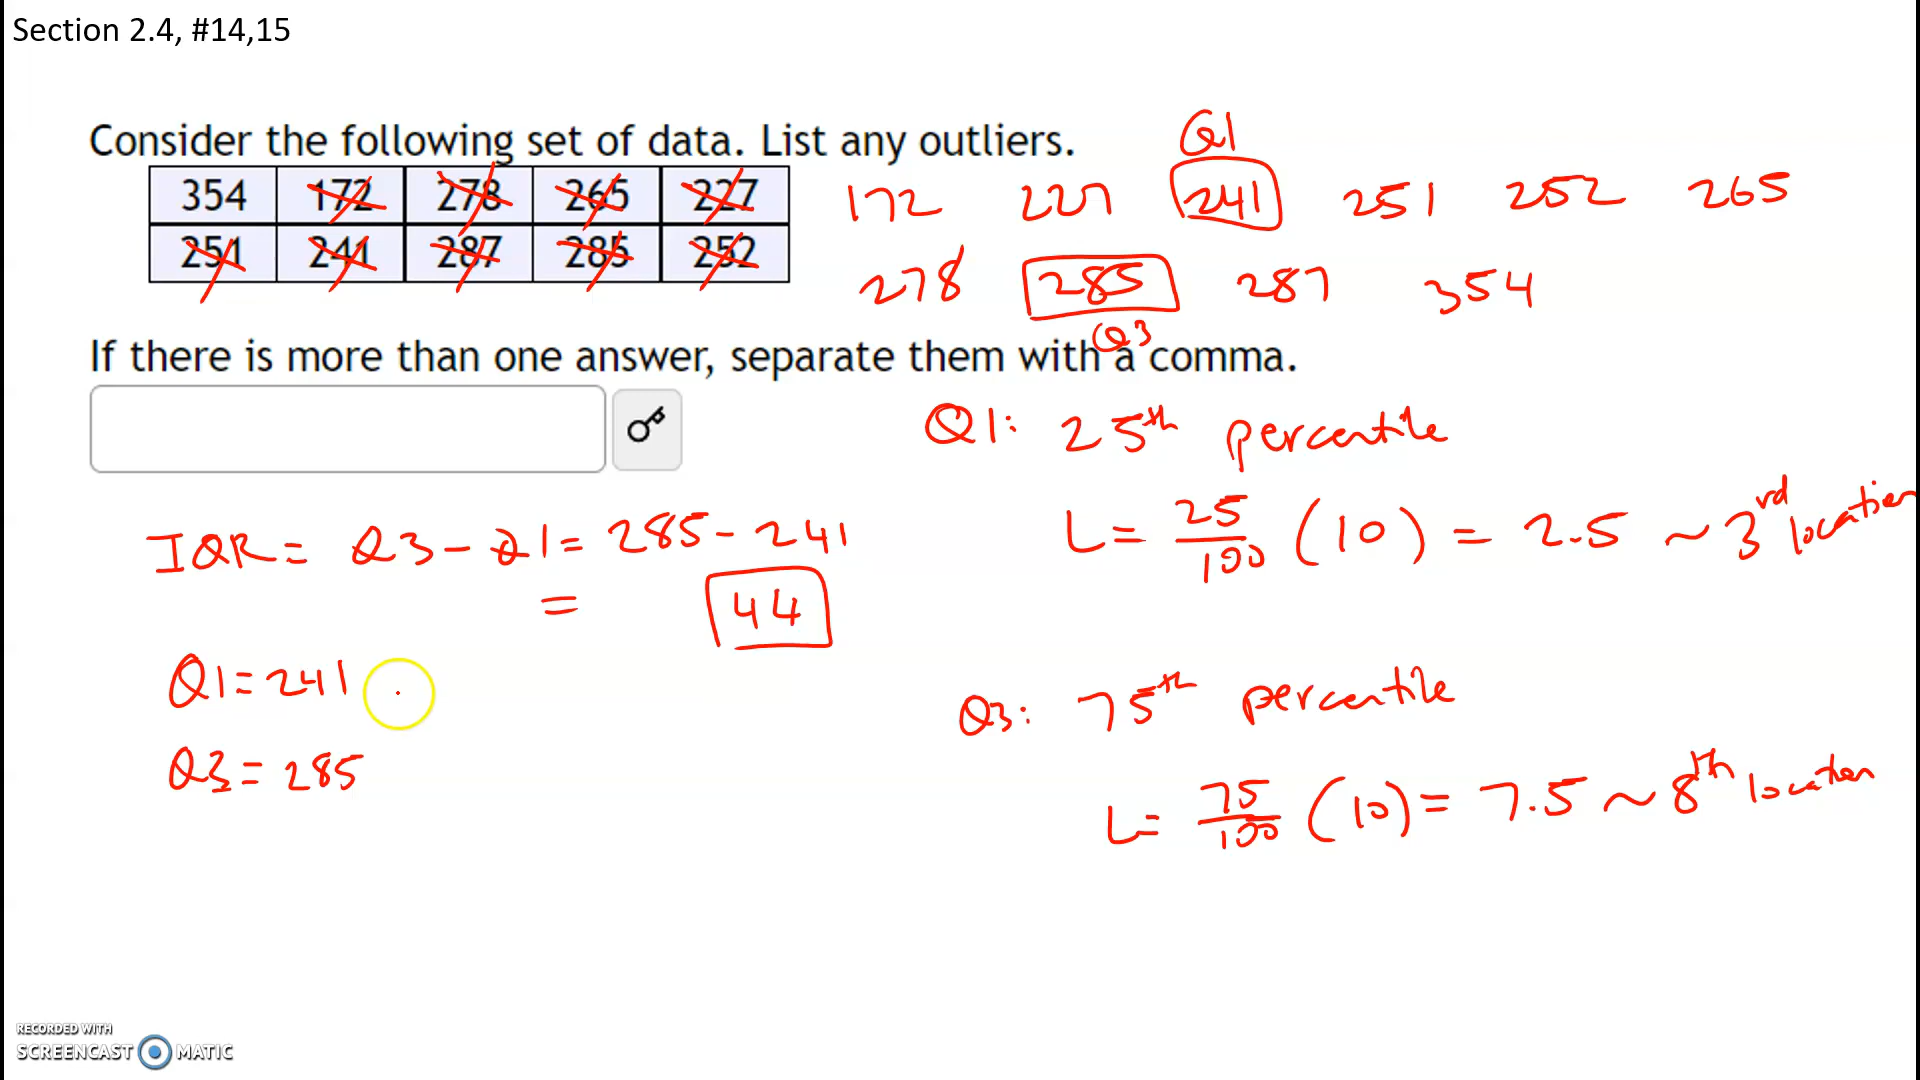 Section 2.4, #14,15
Consider the following set of data. List any outliers.
354 172 278 265 227
251 241 287 285 252
If there is more than one answer, separate them with a comma.
Q1
172 227 241 251 252 265
278 285 287 354
Q3
Q1: 25th percentile
L = 25/100 (10) = 2.5 ~ 3rd location
IQR = Q3 - Q1 = 285 - 241
= 44
Q1 = 241
Q3 = 285
Q3: 75th percentile
L = 75/100 (10) = 7.5 ~ 8th location
RECORDED WITH
SCREENCAST MATIC